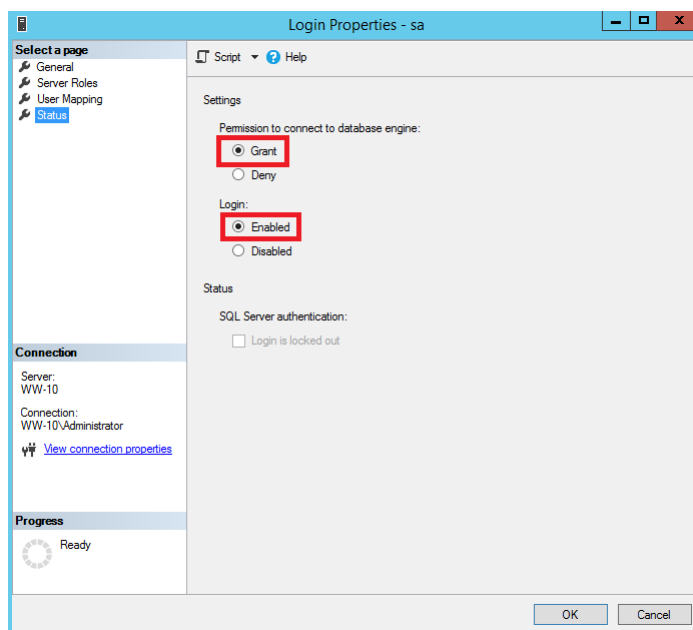 Login Properties - sa
Select a page
General
Server Roles
User Mapping
Status
Script
Help
Settings
Permission to connect to database engine:
Grant
Deny
Login:
Enabled
Disabled
Status
SQL Server authentication:
Login is locked out
Connection
Server:
WW-10
Connection:
WW-10\Administrator
View connection properties
Progress
Ready
OK
Cancel